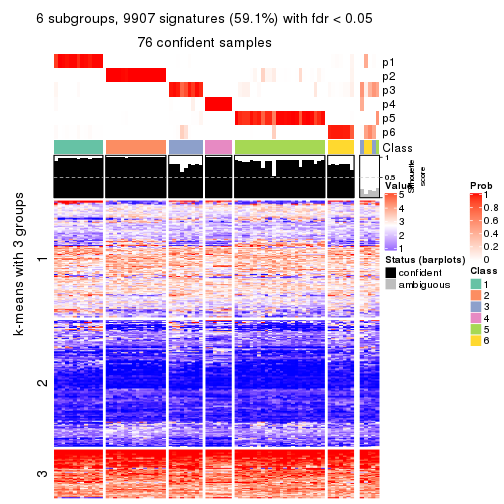 6 subgroups, 9907 signatures (59.1%) with fdr < 0.05
76 confident samples
p1
p2
p3
p4
p5
p6
Class
1
0.5
Silhouette
score
k-means with 3 groups
1
2
3
Value
5
4
3
2
1
Status (barplots)
confident
ambiguous
Prob
1
0.8
0.6
0.4
0.2
0
Class
1
2
3
4
5
6